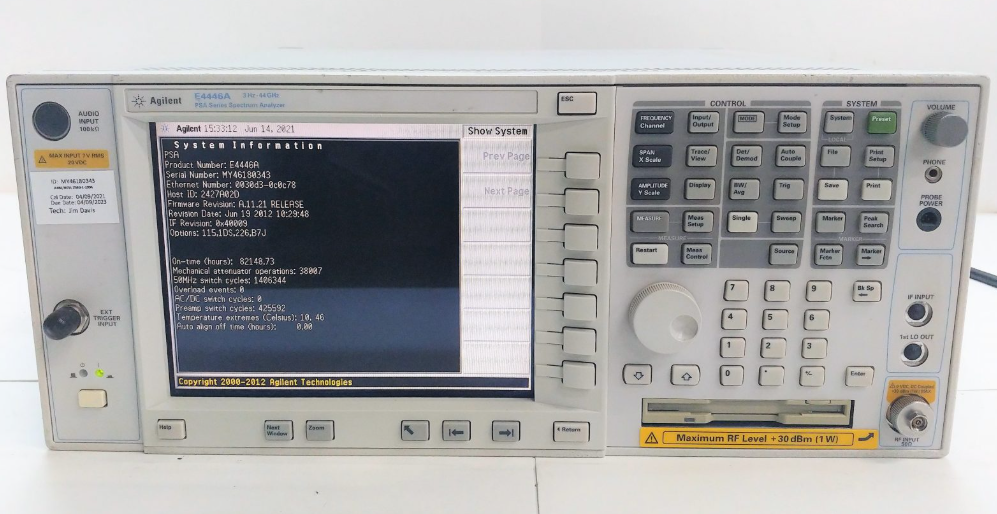 AUDIO
INPUT
100 kΩ
MAX INPUT 7V RMS
ID: MY46180343
Cal Date: 04/09/2021
Due Date: 04/09/2023
Tech: Jim Davis
EXT
TRIGGER
INPUT
Agilent
E4446A 3 Hz - 44 GHz
PSA Series Spectrum Analyzer
ESC
Agilent 15:33:12 Jun 14, 2021
System Information
PSA
Product Number: E4446A
Serial Number: MY46180343
Ethernet Number: 0030d3-0c0c78
Host ID: 2427A02D
Firmware Revision: A.11.21 RELEASE
Revision Date: Jun 19 2012 10:29:48
IF Revision: 0x40009
Options: 115,1DS,226,B7J
On-time (hours): 82148.73
Mechanical attenuator operations: 38007
50MHz switch cycles: 1406344
Overload events: 0
AC/DC switch cycles: 0
Preamp switch cycles: 425592
Temperature extremes (Celsius): 10, 46
Auto align off time (hours): 0.00
Copyright 2000-2012 Agilent Technologies
Show System
Prev Page
Next Page
Help
Next
Window
Zoom
Return
CONTROL
SYSTEM
FREQUENCY
Channel
Input/
Output
MODE
Mode
Setup
System
Preset
LOCAL
SPAN
X Scale
Trace/
View
Det/
Demod
Auto
Couple
File
Print
Setup
AMPLITUDE
Y Scale
Display
BW/
Avg
Trig
Save
Print
MEASURE
Meas
Setup
Single
Sweep
Marker
Peak
Search
MEASURE
MARKER
Restart
Meas
Control
Source
Marker
Fctn
Marker
7
8
9
Bk Sp
4
5
6
1
2
3
0
.
Enter
Maximum RF Level +30 dBm (1 W)
VOLUME
PHONE
PROBE
POWER
IF INPUT
1st LO OUT
RF INPUT
50Ω